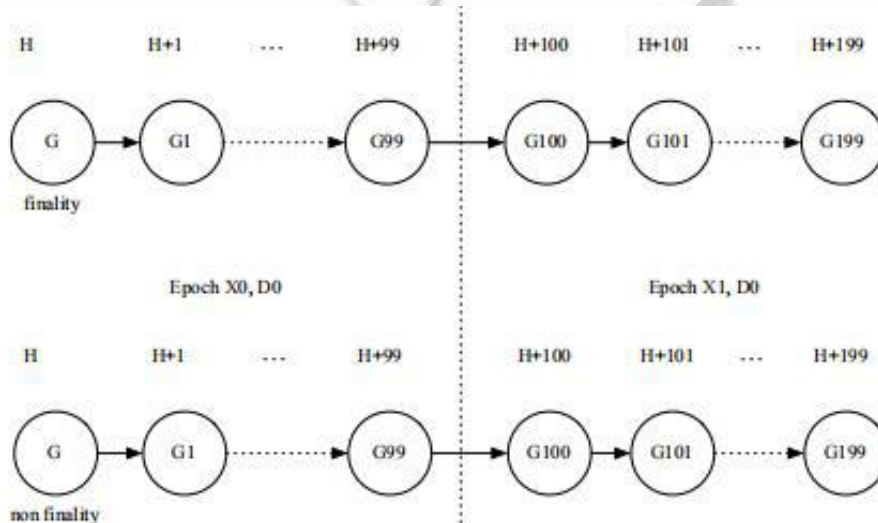 H H+1 ... H+99 H+100 H+101 ... H+199
G G1 G99 G100 G101 G199
finality
Epoch X0, D0 Epoch X1, D0
H H+1 ... H+99 H+100 H+101 ... H+199
G G1 G99 G100 G101 G199
non finality